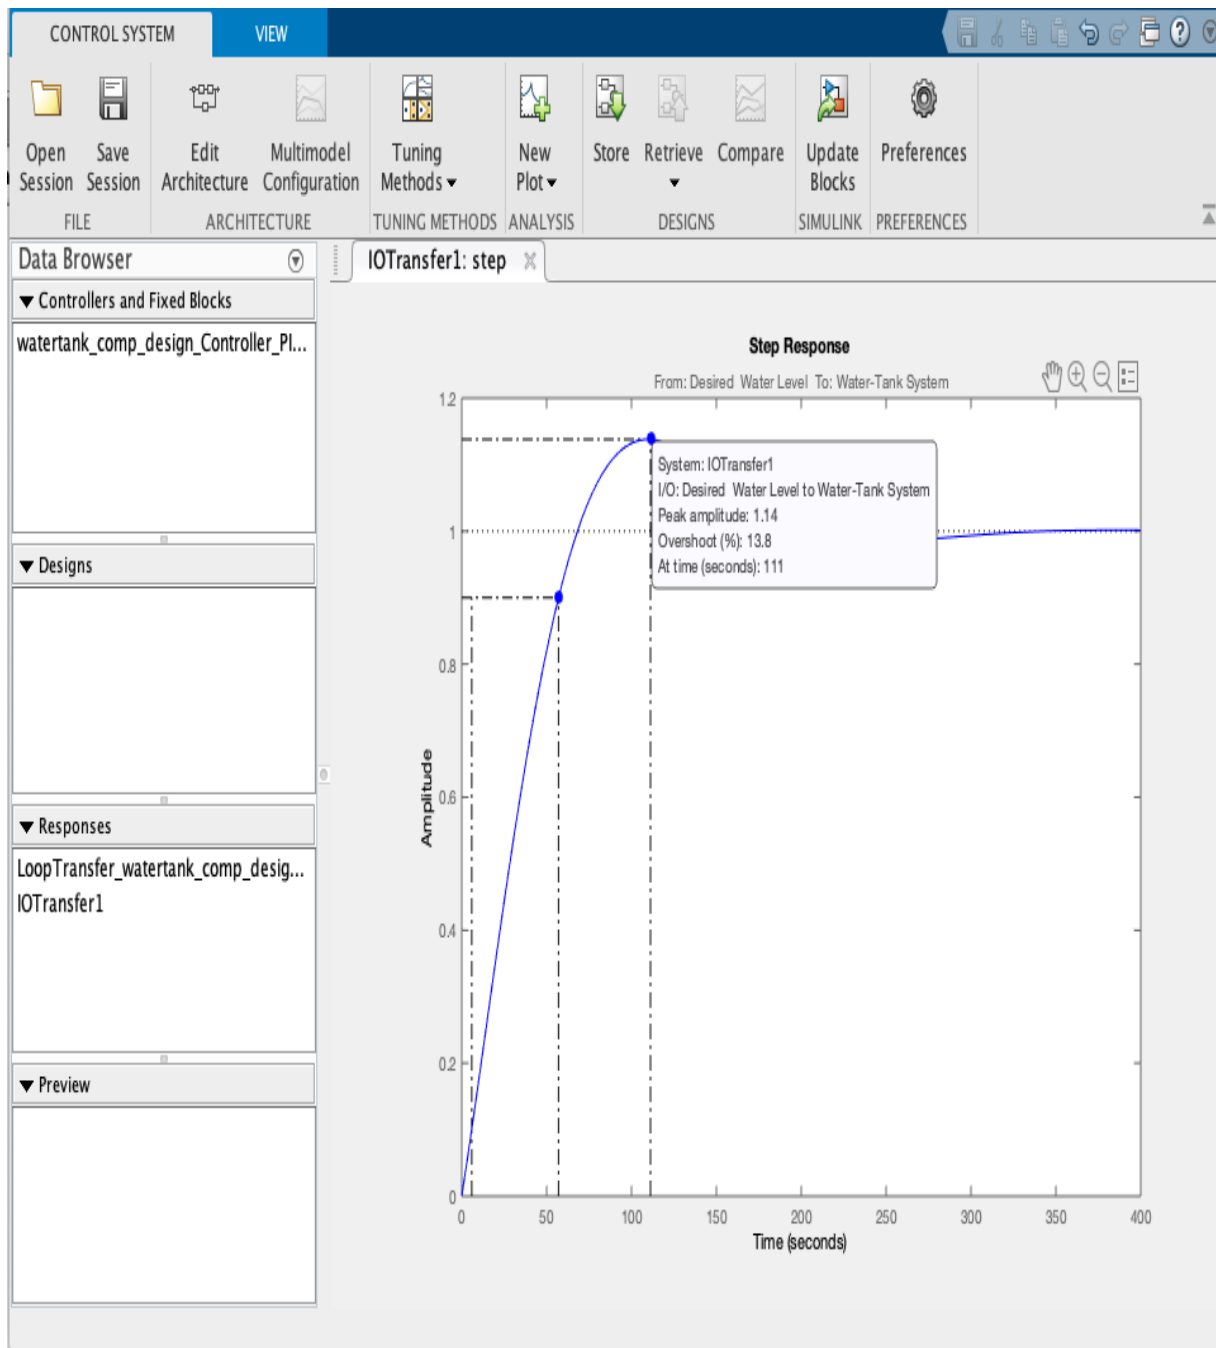 CONTROL SYSTEM VIEW
Open Session Save Session Edit Architecture Multimodel Configuration Tuning Methods New Plot Store Retrieve Compare Update Blocks Preferences
FILE ARCHITECTURE TUNING METHODS ANALYSIS DESIGNS SIMULINK PREFERENCES
Data Browser
Controllers and Fixed Blocks
watertank_comp_design_Controller_PI...
Designs
Responses
LoopTransfer_watertank_comp_desig...
IOTransfer1
Preview
IOTransfer1: step
Step Response
From: Desired Water Level To: Water-Tank System
System: IOTransfer1
I/O: Desired Water Level to Water-Tank System
Peak amplitude: 1.14
Overshoot (%): 13.8
At time (seconds): 111
Amplitude
1.2
1
0.8
0.6
0.4
0.2
0
0 50 100 150 200 250 300 350 400
Time (seconds)